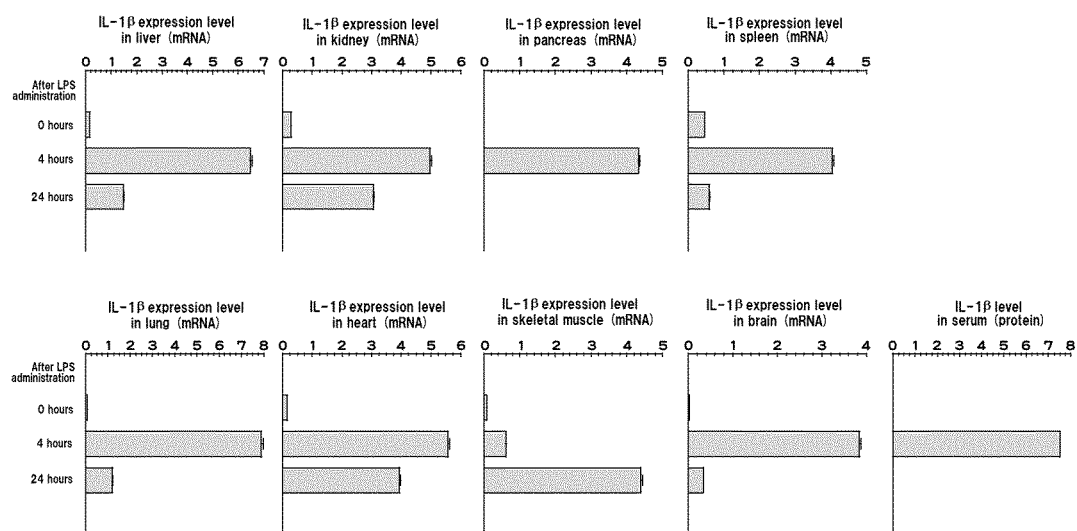 IL-1β expression level
in liver (mRNA)
IL-1β expression level
in kidney (mRNA)
IL-1β expression level
in pancreas (mRNA)
IL-1β expression level
in spleen (mRNA)
0 1 2 3 4 5 6 7
0 1 2 3 4 5 6
0 1 2 3 4 5
0 1 2 3 4 5
After LPS
administration
0 hours
4 hours
24 hours
IL-1β expression level
in lung (mRNA)
IL-1β expression level
in heart (mRNA)
IL-1β expression level
in skeletal muscle (mRNA)
IL-1β expression level
in brain (mRNA)
IL-1β level
in serum (protein)
0 1 2 3 4 5 6 7 8
0 1 2 3 4 5 6
0 1 2 3 4 5
0 1 2 3 4
0 1 2 3 4 5 6 7 8
After LPS
administration
0 hours
4 hours
24 hours